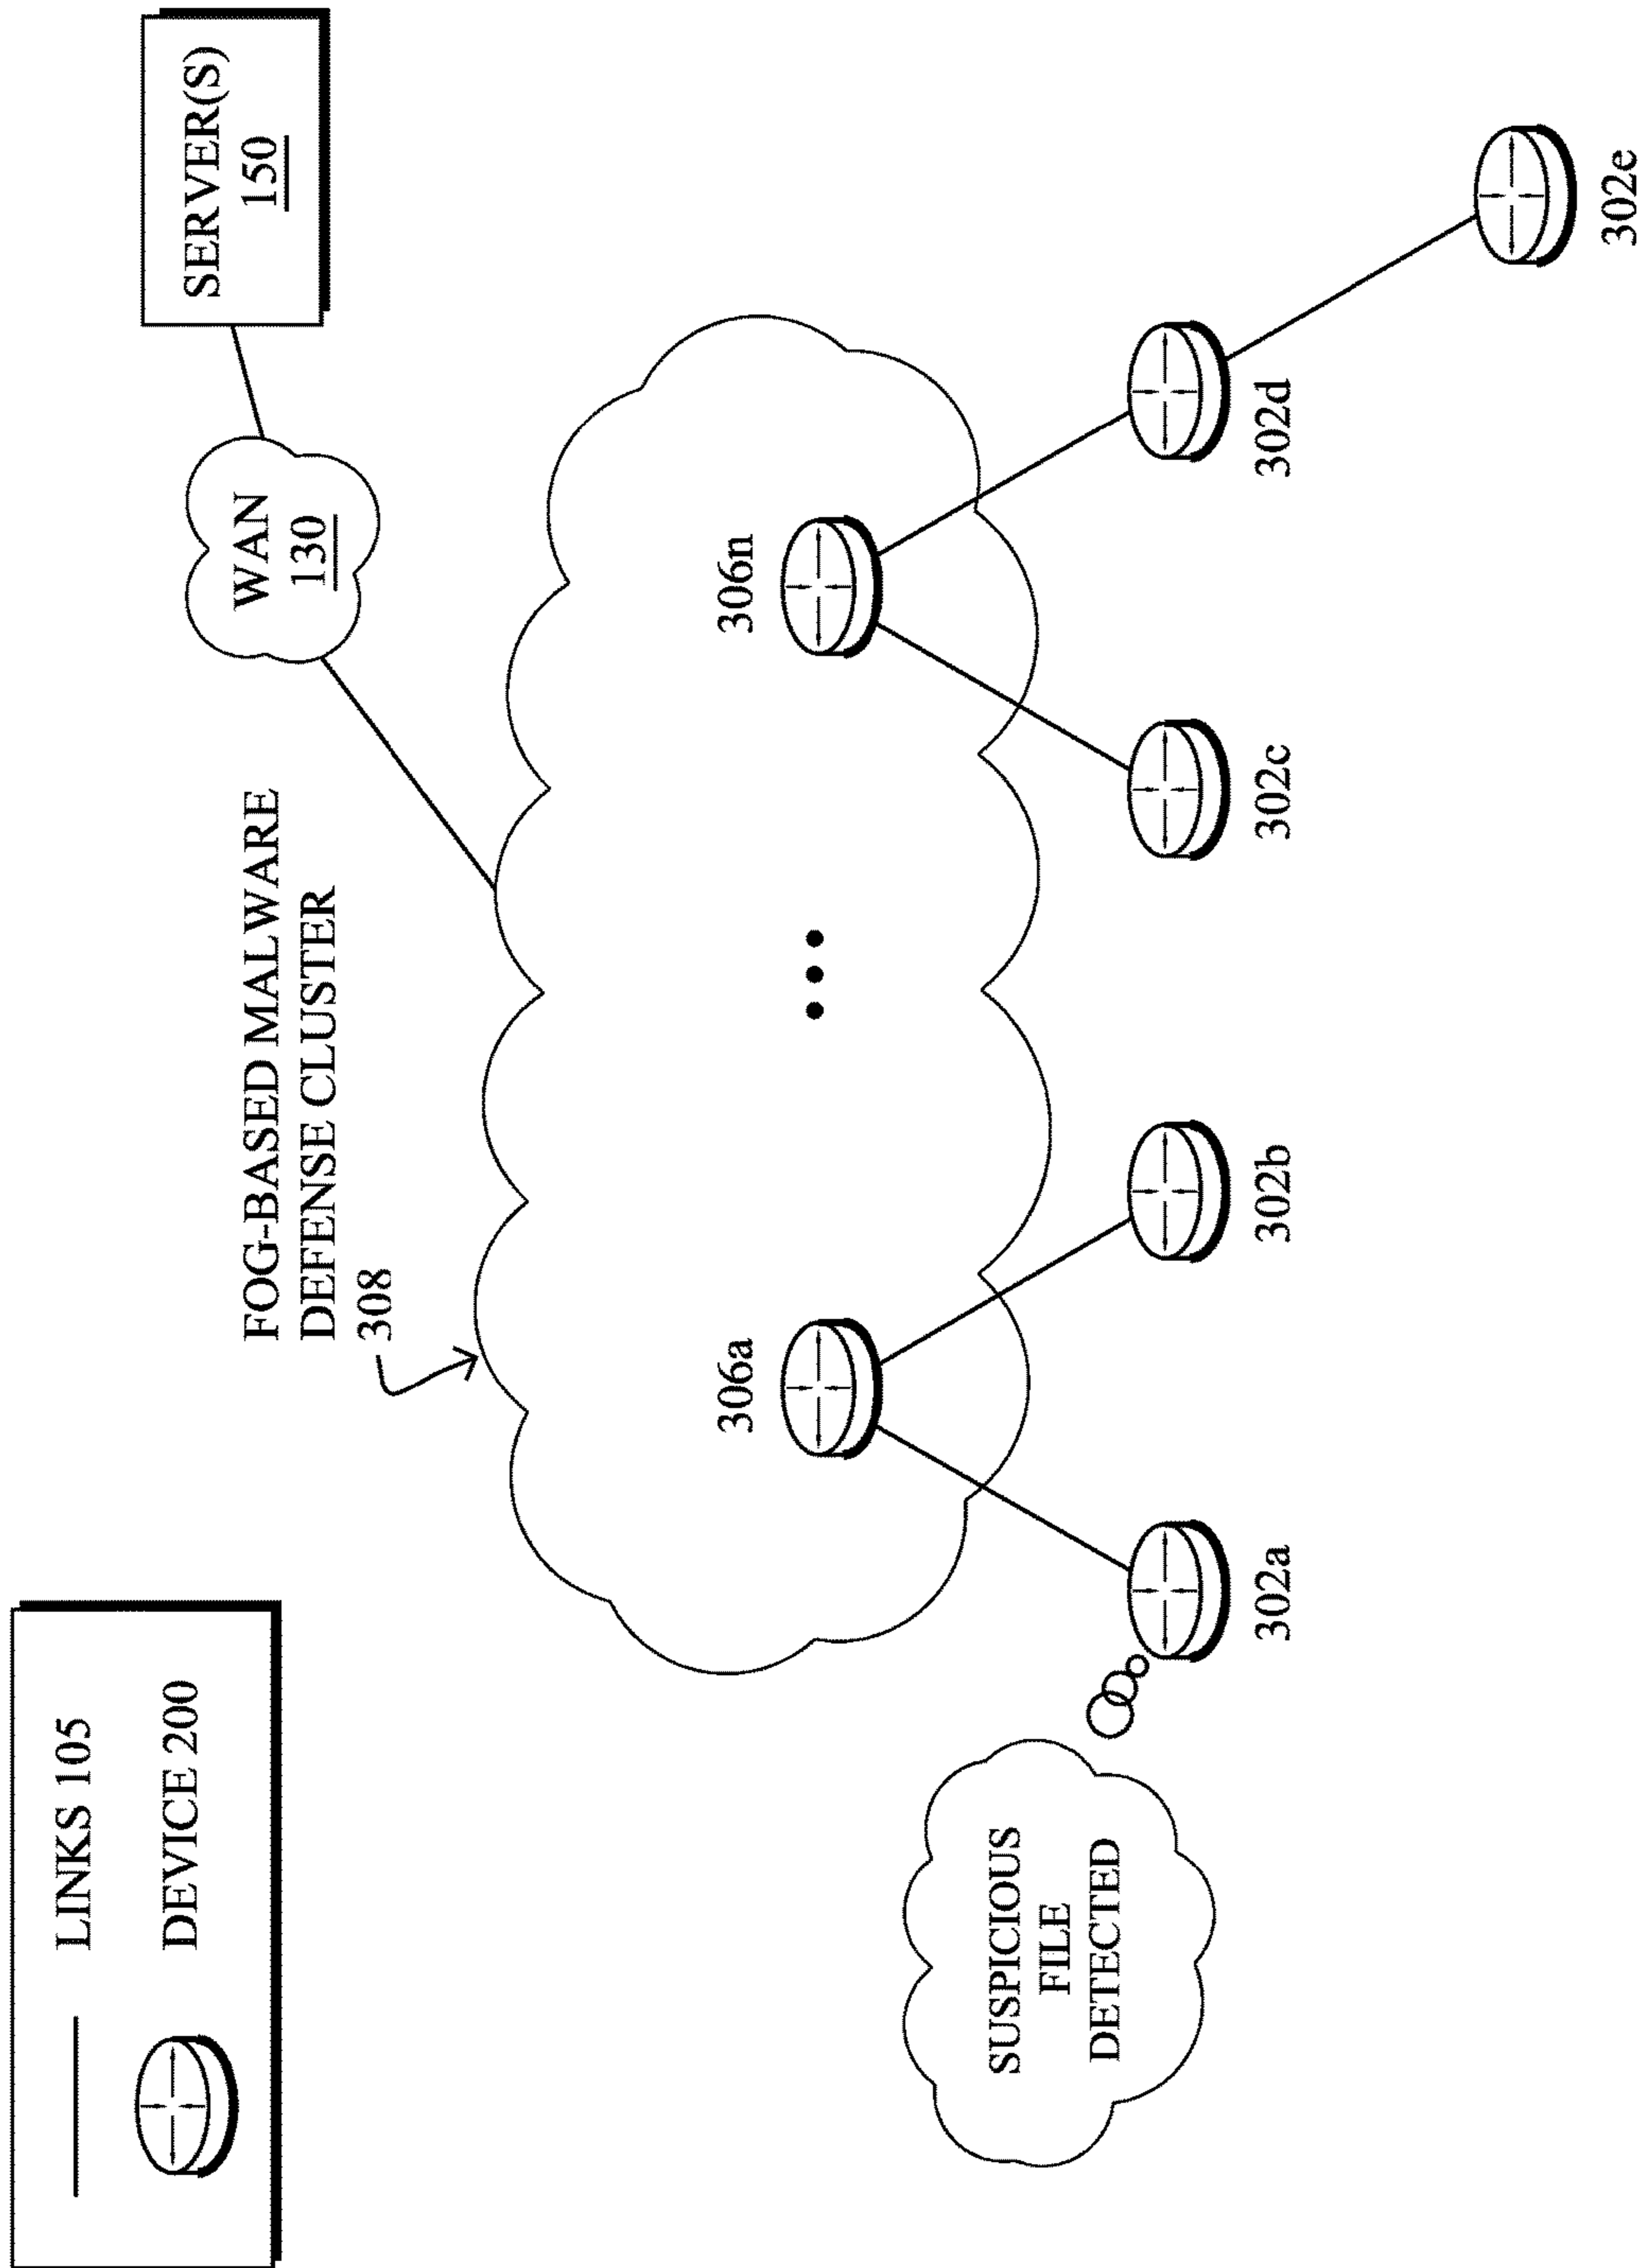 LINKS 105
DEVICE 200
SERVER(S)
150
WAN
130
FOG-BASED MALWARE
DEFENSE CLUSTER
308
306a
306n
SUSPICIOUS
FILE
DETECTED
302a
302b
302c
302d
302e